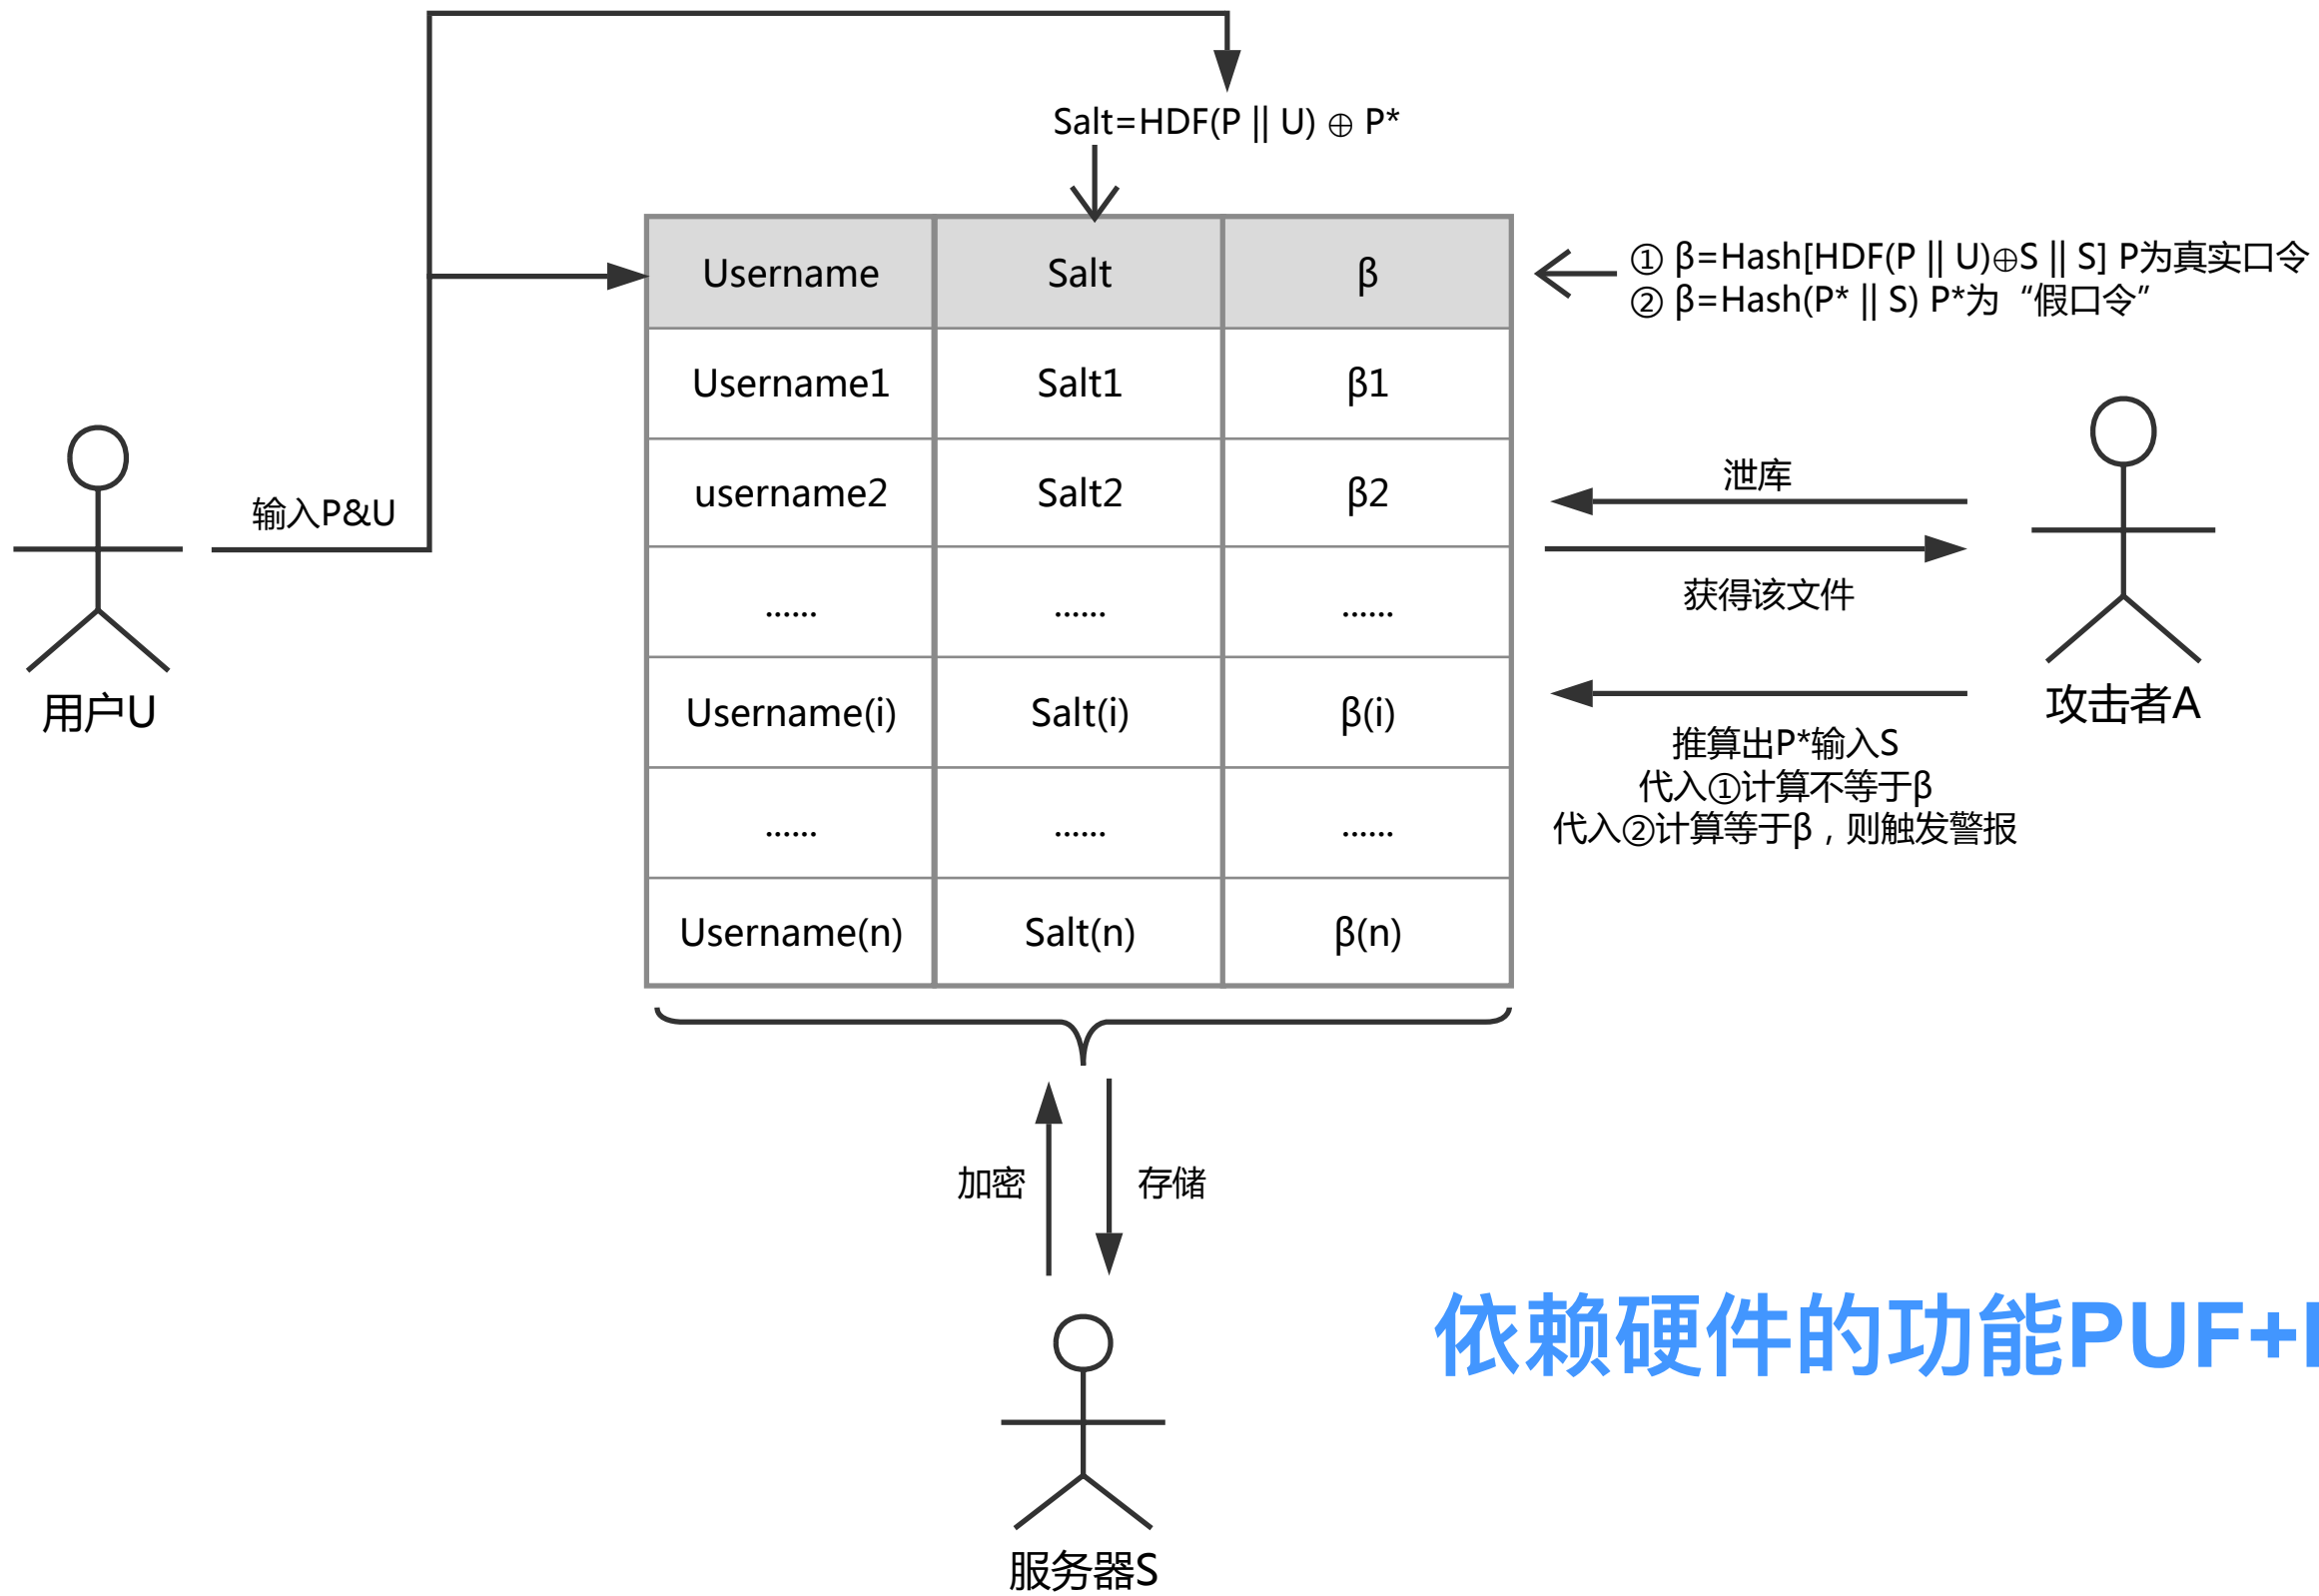 Salt=HDF(P || U) ⊕ P*
Username Salt β
① β=Hash[HDF(P || U)⊕S || S] P为真实口令
② β=Hash(P* || S) P*为“假口令”
Username1 Salt1 β1
username2 Salt2 β2
...... ...... ......
Username(i) Salt(i) β(i)
...... ...... ......
Username(n) Salt(n) β(n)
输入P&U
用户U
泄库
获得该文件
攻击者A
推算出P*输入S
代入①计算不等于β
代入②计算等于β，则触发警报
加密
存储
服务器S
依赖硬件的功能PUF+I